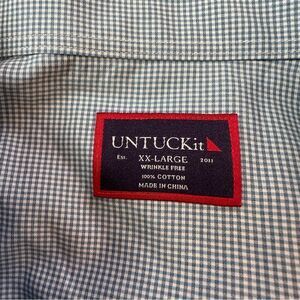 UNTUCKit
EST. XX-LARGE 2011
WRINKLE FREE
100% COTTON
MADE IN CHINA